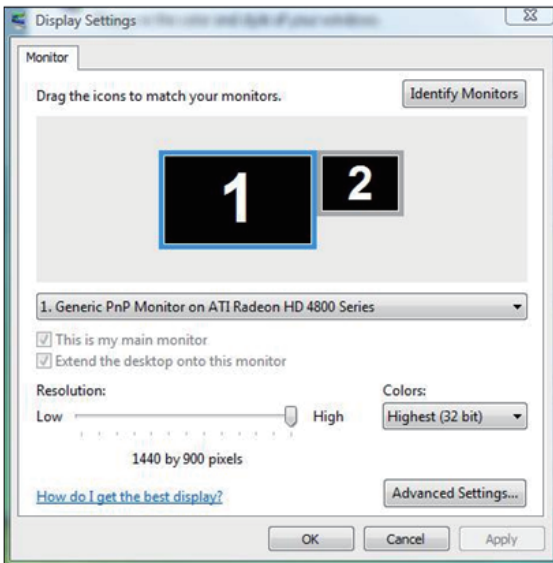 Display Settings
Monitor
Drag the icons to match your monitors.
Identify Monitors
1
2
1. Generic PnP Monitor on ATI Radeon HD 4800 Series
This is my main monitor
Extend the desktop onto this monitor
Resolution:
Colors:
Low
High
Highest (32 bit)
1440 by 900 pixels
How do I get the best display?
Advanced Settings...
OK
Cancel
Apply